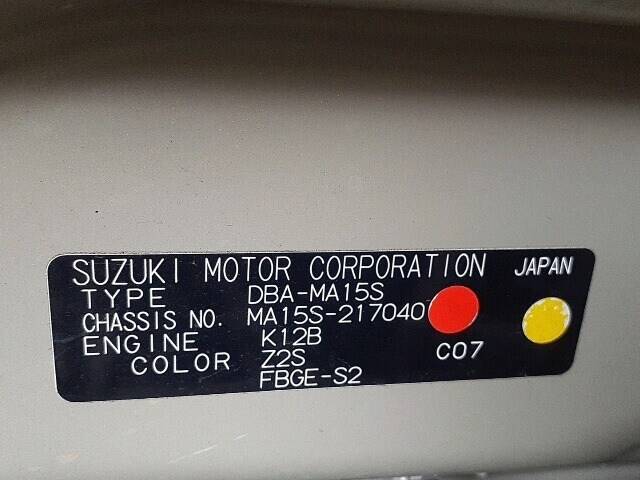 SUZUKI MOTOR CORPORATION JAPAN
TYPE DBA-MA15S
CHASSIS NO. MA15S-217040
ENGINE K12B
COLOR Z2S C07
FBGE-S2